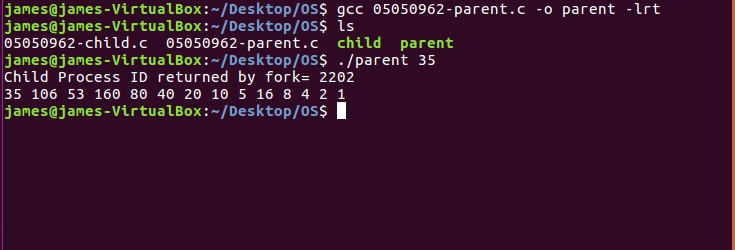 james@james-VirtualBox:~/Desktop/OS$ gcc 05050962-parent.c -o parent -lrt
james@james-VirtualBox:~/Desktop/OS$ ls
05050962-child.c  05050962-parent.c  child  parent
james@james-VirtualBox:~/Desktop/OS$ ./parent 35
Child Process ID returned by fork= 2202
35 106 53 160 80 40 20 10 5 16 8 4 2 1
james@james-VirtualBox:~/Desktop/OS$